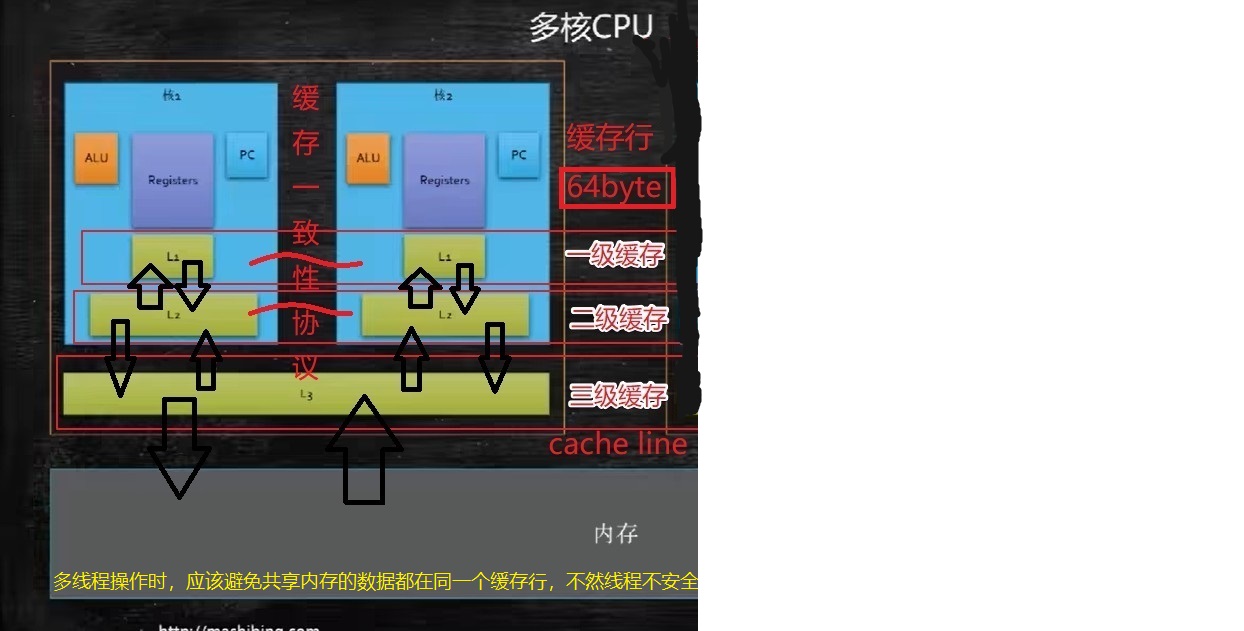 多核CPU
核1
核2
缓存一致性协议
ALU
Registers
PC
ALU
Registers
PC
缓存行
64byte
L1
L1
一级缓存
L2
L2
二级缓存
L3
三级缓存
cache line
内存
多线程操作时，应该避免共享内存的数据都在同一个缓存行，不然线程不安全
http://mashibing.com